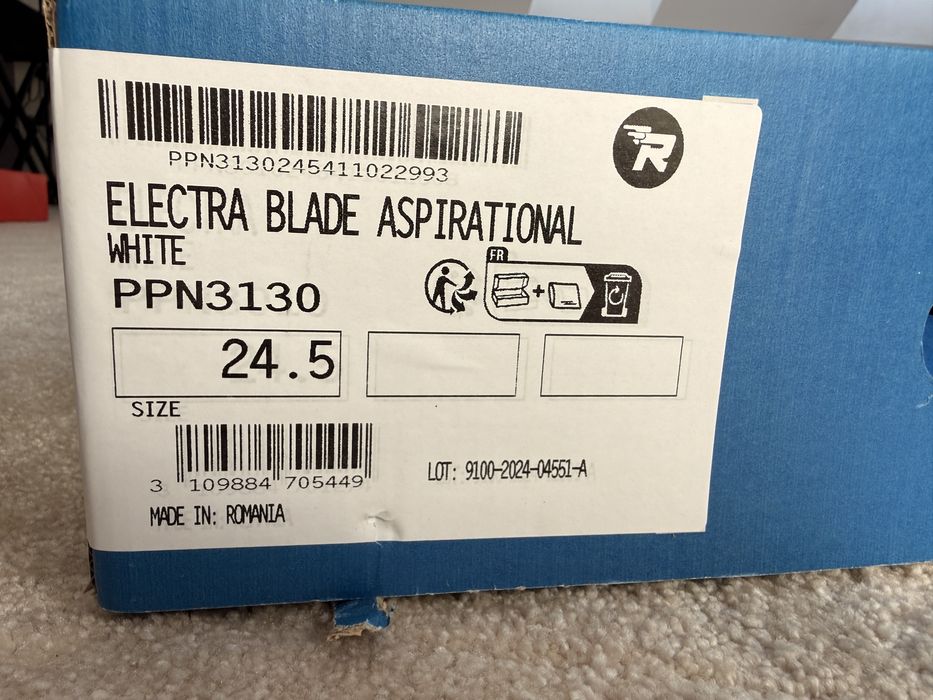 PPN3130245411022993
R
ELECTRA BLADE ASPIRATIONAL
WHITE
FR
PPN3130
+
24.5
SIZE
3 109884 705449
LOT: 9100-2024-04551-A
MADE IN: ROMANIA